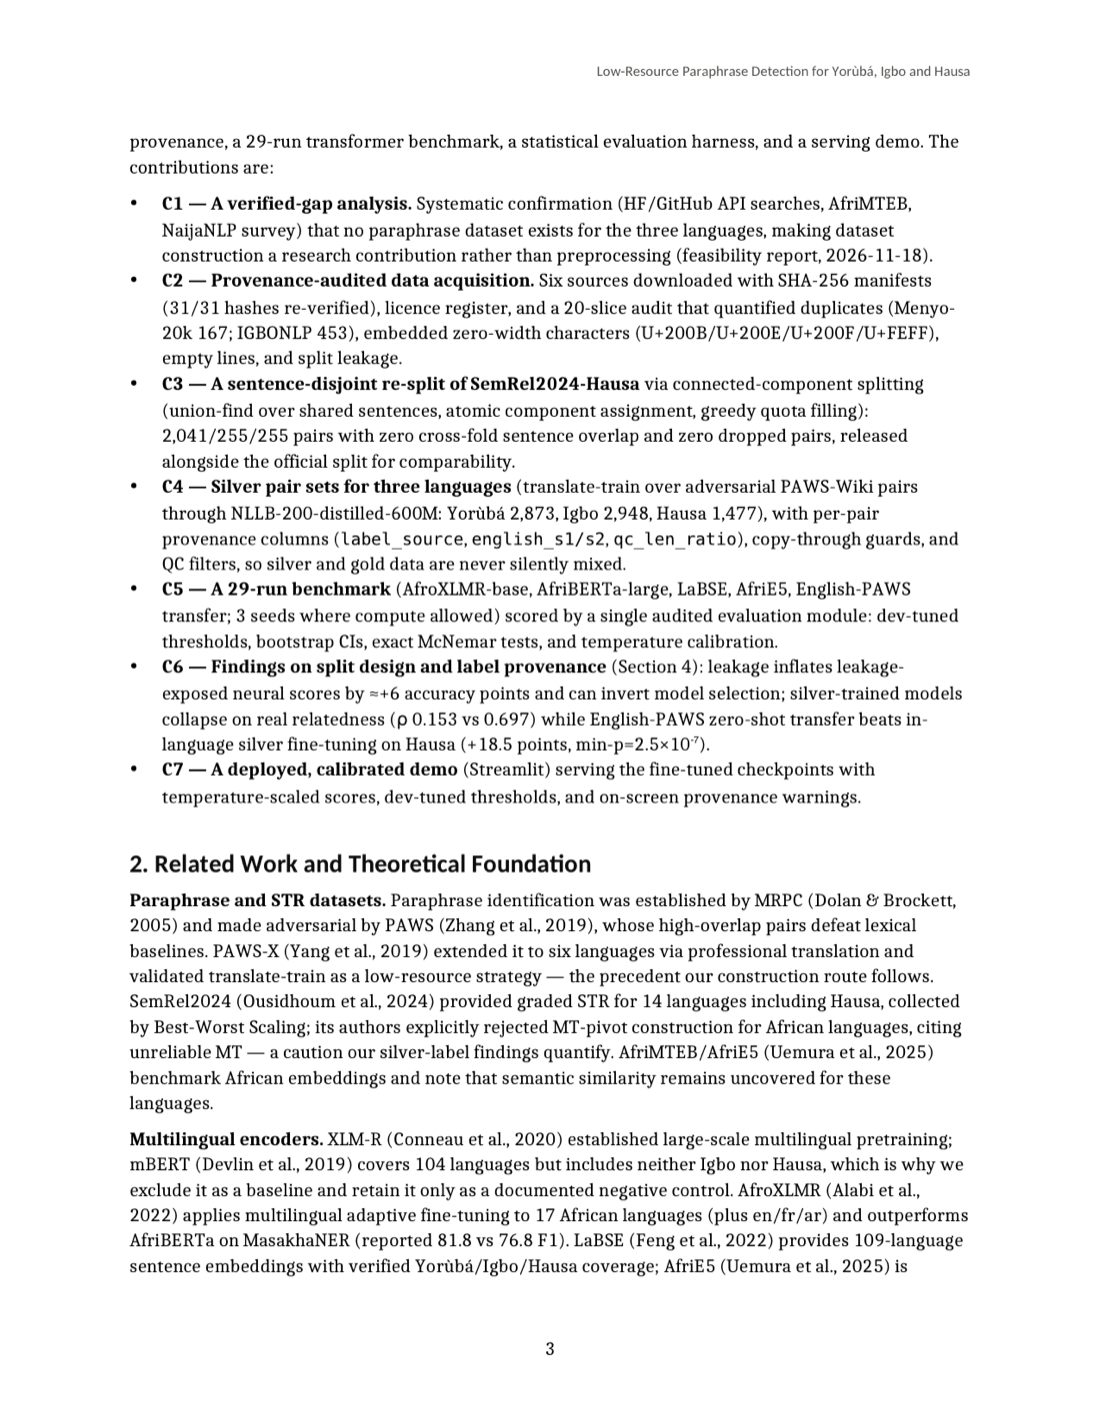 Low-Resource Paraphrase Detection for Yorùbá, Igbo and Hausa
provenance, a 29-run transformer benchmark, a statistical evaluation harness, and a serving demo. The
contributions are:
• C1 — A verified-gap analysis. Systematic confirmation (HF/GitHub API searches, AfriMTEB,
NaijaNLP survey) that no paraphrase dataset exists for the three languages, making dataset
construction a research contribution rather than preprocessing (feasibility report, 2026-11-18).
• C2 — Provenance-audited data acquisition. Six sources downloaded with SHA-256 manifests
(31/31 hashes re-verified), licence register, and a 20-slice audit that quantified duplicates (Menyo-
20k 167; IGBONLP 453), embedded zero-width characters (U+200B/U+200E/U+200F/U+FEFF),
empty lines, and split leakage.
• C3 — A sentence-disjoint re-split of SemRel2024-Hausa via connected-component splitting
(union-find over shared sentences, atomic component assignment, greedy quota filling):
2,041/255/255 pairs with zero cross-fold sentence overlap and zero dropped pairs, released
alongside the official split for comparability.
• C4 — Silver pair sets for three languages (translate-train over adversarial PAWS-Wiki pairs
through NLLB-200-distilled-600M: Yorùbá 2,873, Igbo 2,948, Hausa 1,477), with per-pair
provenance columns (label_source, english_s1/s2, qc_len_ratio), copy-through guards, and
QC filters, so silver and gold data are never silently mixed.
• C5 — A 29-run benchmark (AfroXLMR-base, AfriBERTa-large, LaBSE, AfriE5, English-PAWS
transfer; 3 seeds where compute allowed) scored by a single audited evaluation module: dev-tuned
thresholds, bootstrap CIs, exact McNemar tests, and temperature calibration.
• C6 — Findings on split design and label provenance (Section 4): leakage inflates leakage-
exposed neural scores by ≈+6 accuracy points and can invert model selection; silver-trained models
collapse on real relatedness (ρ 0.153 vs 0.697) while English-PAWS zero-shot transfer beats in-
language silver fine-tuning on Hausa (+18.5 points, min-p=2.5×10⁻⁷).
• C7 — A deployed, calibrated demo (Streamlit) serving the fine-tuned checkpoints with
temperature-scaled scores, dev-tuned thresholds, and on-screen provenance warnings.
2. Related Work and Theoretical Foundation
Paraphrase and STR datasets. Paraphrase identification was established by MRPC (Dolan & Brockett,
2005) and made adversarial by PAWS (Zhang et al., 2019), whose high-overlap pairs defeat lexical
baselines. PAWS-X (Yang et al., 2019) extended it to six languages via professional translation and
validated translate-train as a low-resource strategy — the precedent our construction route follows.
SemRel2024 (Ousidhoum et al., 2024) provided graded STR for 14 languages including Hausa, collected
by Best-Worst Scaling; its authors explicitly rejected MT-pivot construction for African languages, citing
unreliable MT — a caution our silver-label findings quantify. AfriMTEB/AfriE5 (Uemura et al., 2025)
benchmark African embeddings and note that semantic similarity remains uncovered for these
languages.
Multilingual encoders. XLM-R (Conneau et al., 2020) established large-scale multilingual pretraining;
mBERT (Devlin et al., 2019) covers 104 languages but includes neither Igbo nor Hausa, which is why we
exclude it as a baseline and retain it only as a documented negative control. AfroXLMR (Alabi et al.,
2022) applies multilingual adaptive fine-tuning to 17 African languages (plus en/fr/ar) and outperforms
AfriBERTa on MasakhaNER (reported 81.8 vs 76.8 F1). LaBSE (Feng et al., 2022) provides 109-language
sentence embeddings with verified Yorùbá/Igbo/Hausa coverage; AfriE5 (Uemura et al., 2025) is
3